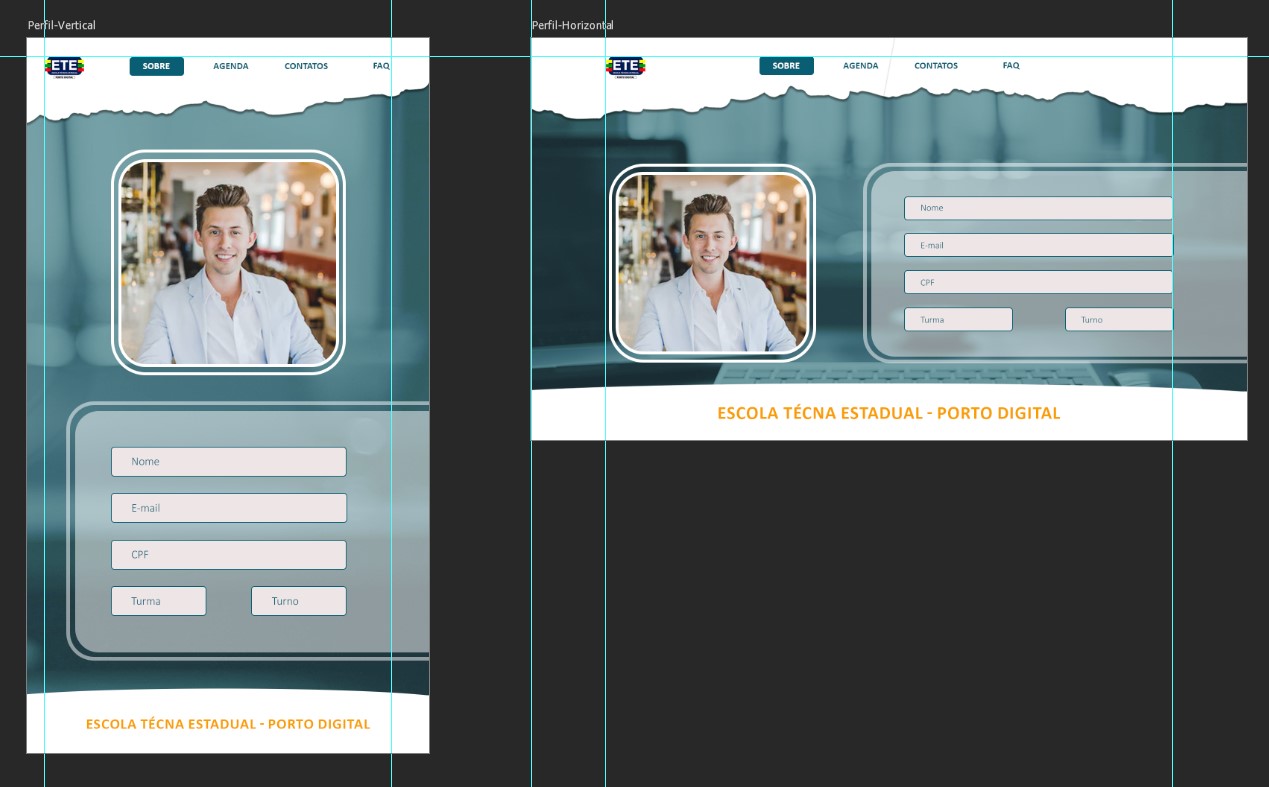 Perfil-Vertical
ETE
SOBRE
AGENDA
CONTATOS
FAQ
Nome
E-mail
CPF
Turma
Turno
ESCOLA TÉCNA ESTADUAL - PORTO DIGITAL
Perfil-Horizontal
ETE
SOBRE
AGENDA
CONTATOS
FAQ
Nome
E-mail
CPF
Turma
Turno
ESCOLA TÉCNA ESTADUAL - PORTO DIGITAL